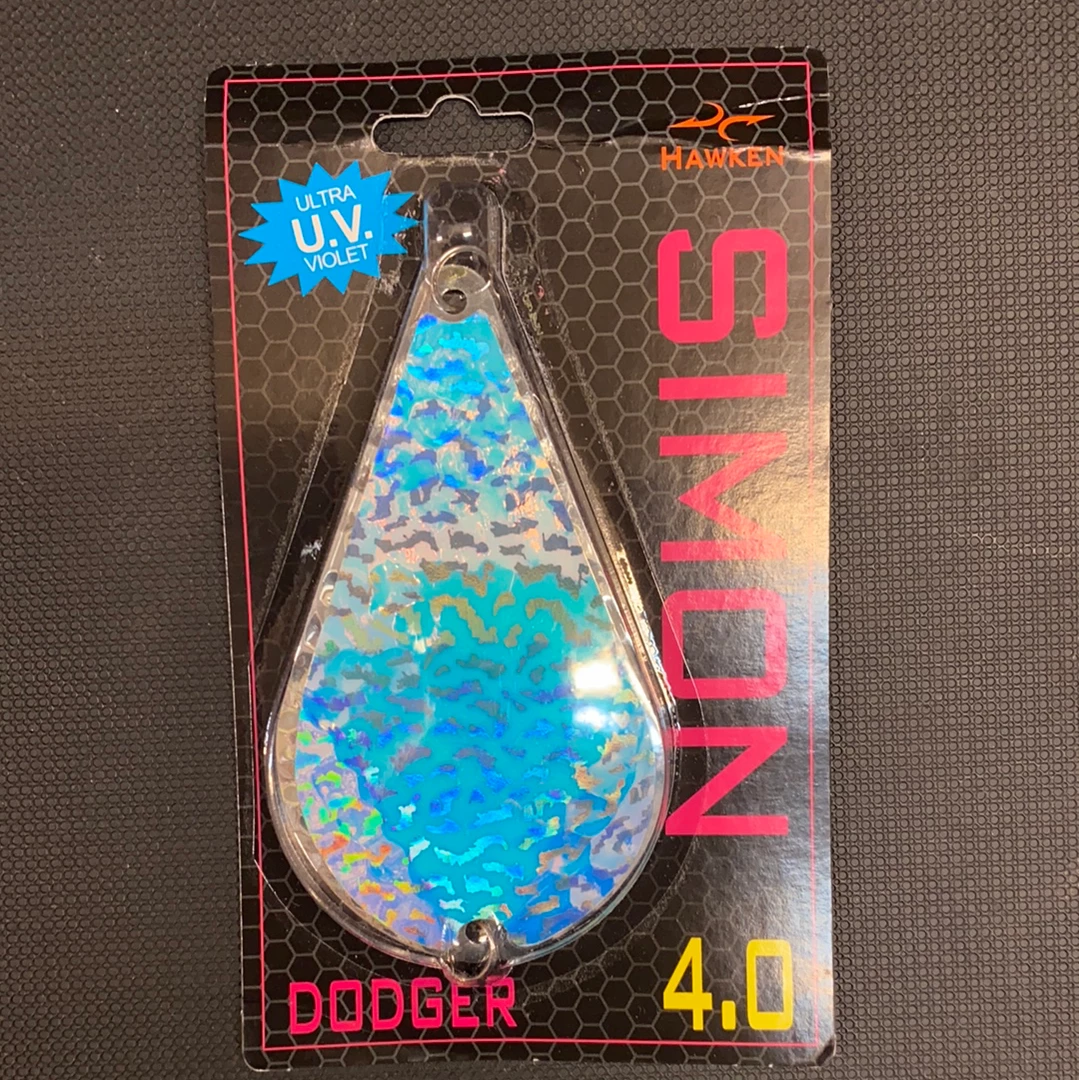 HAWKEN
ULTRA
U.V.
VIOLET
SIMON
DODGER
4.0